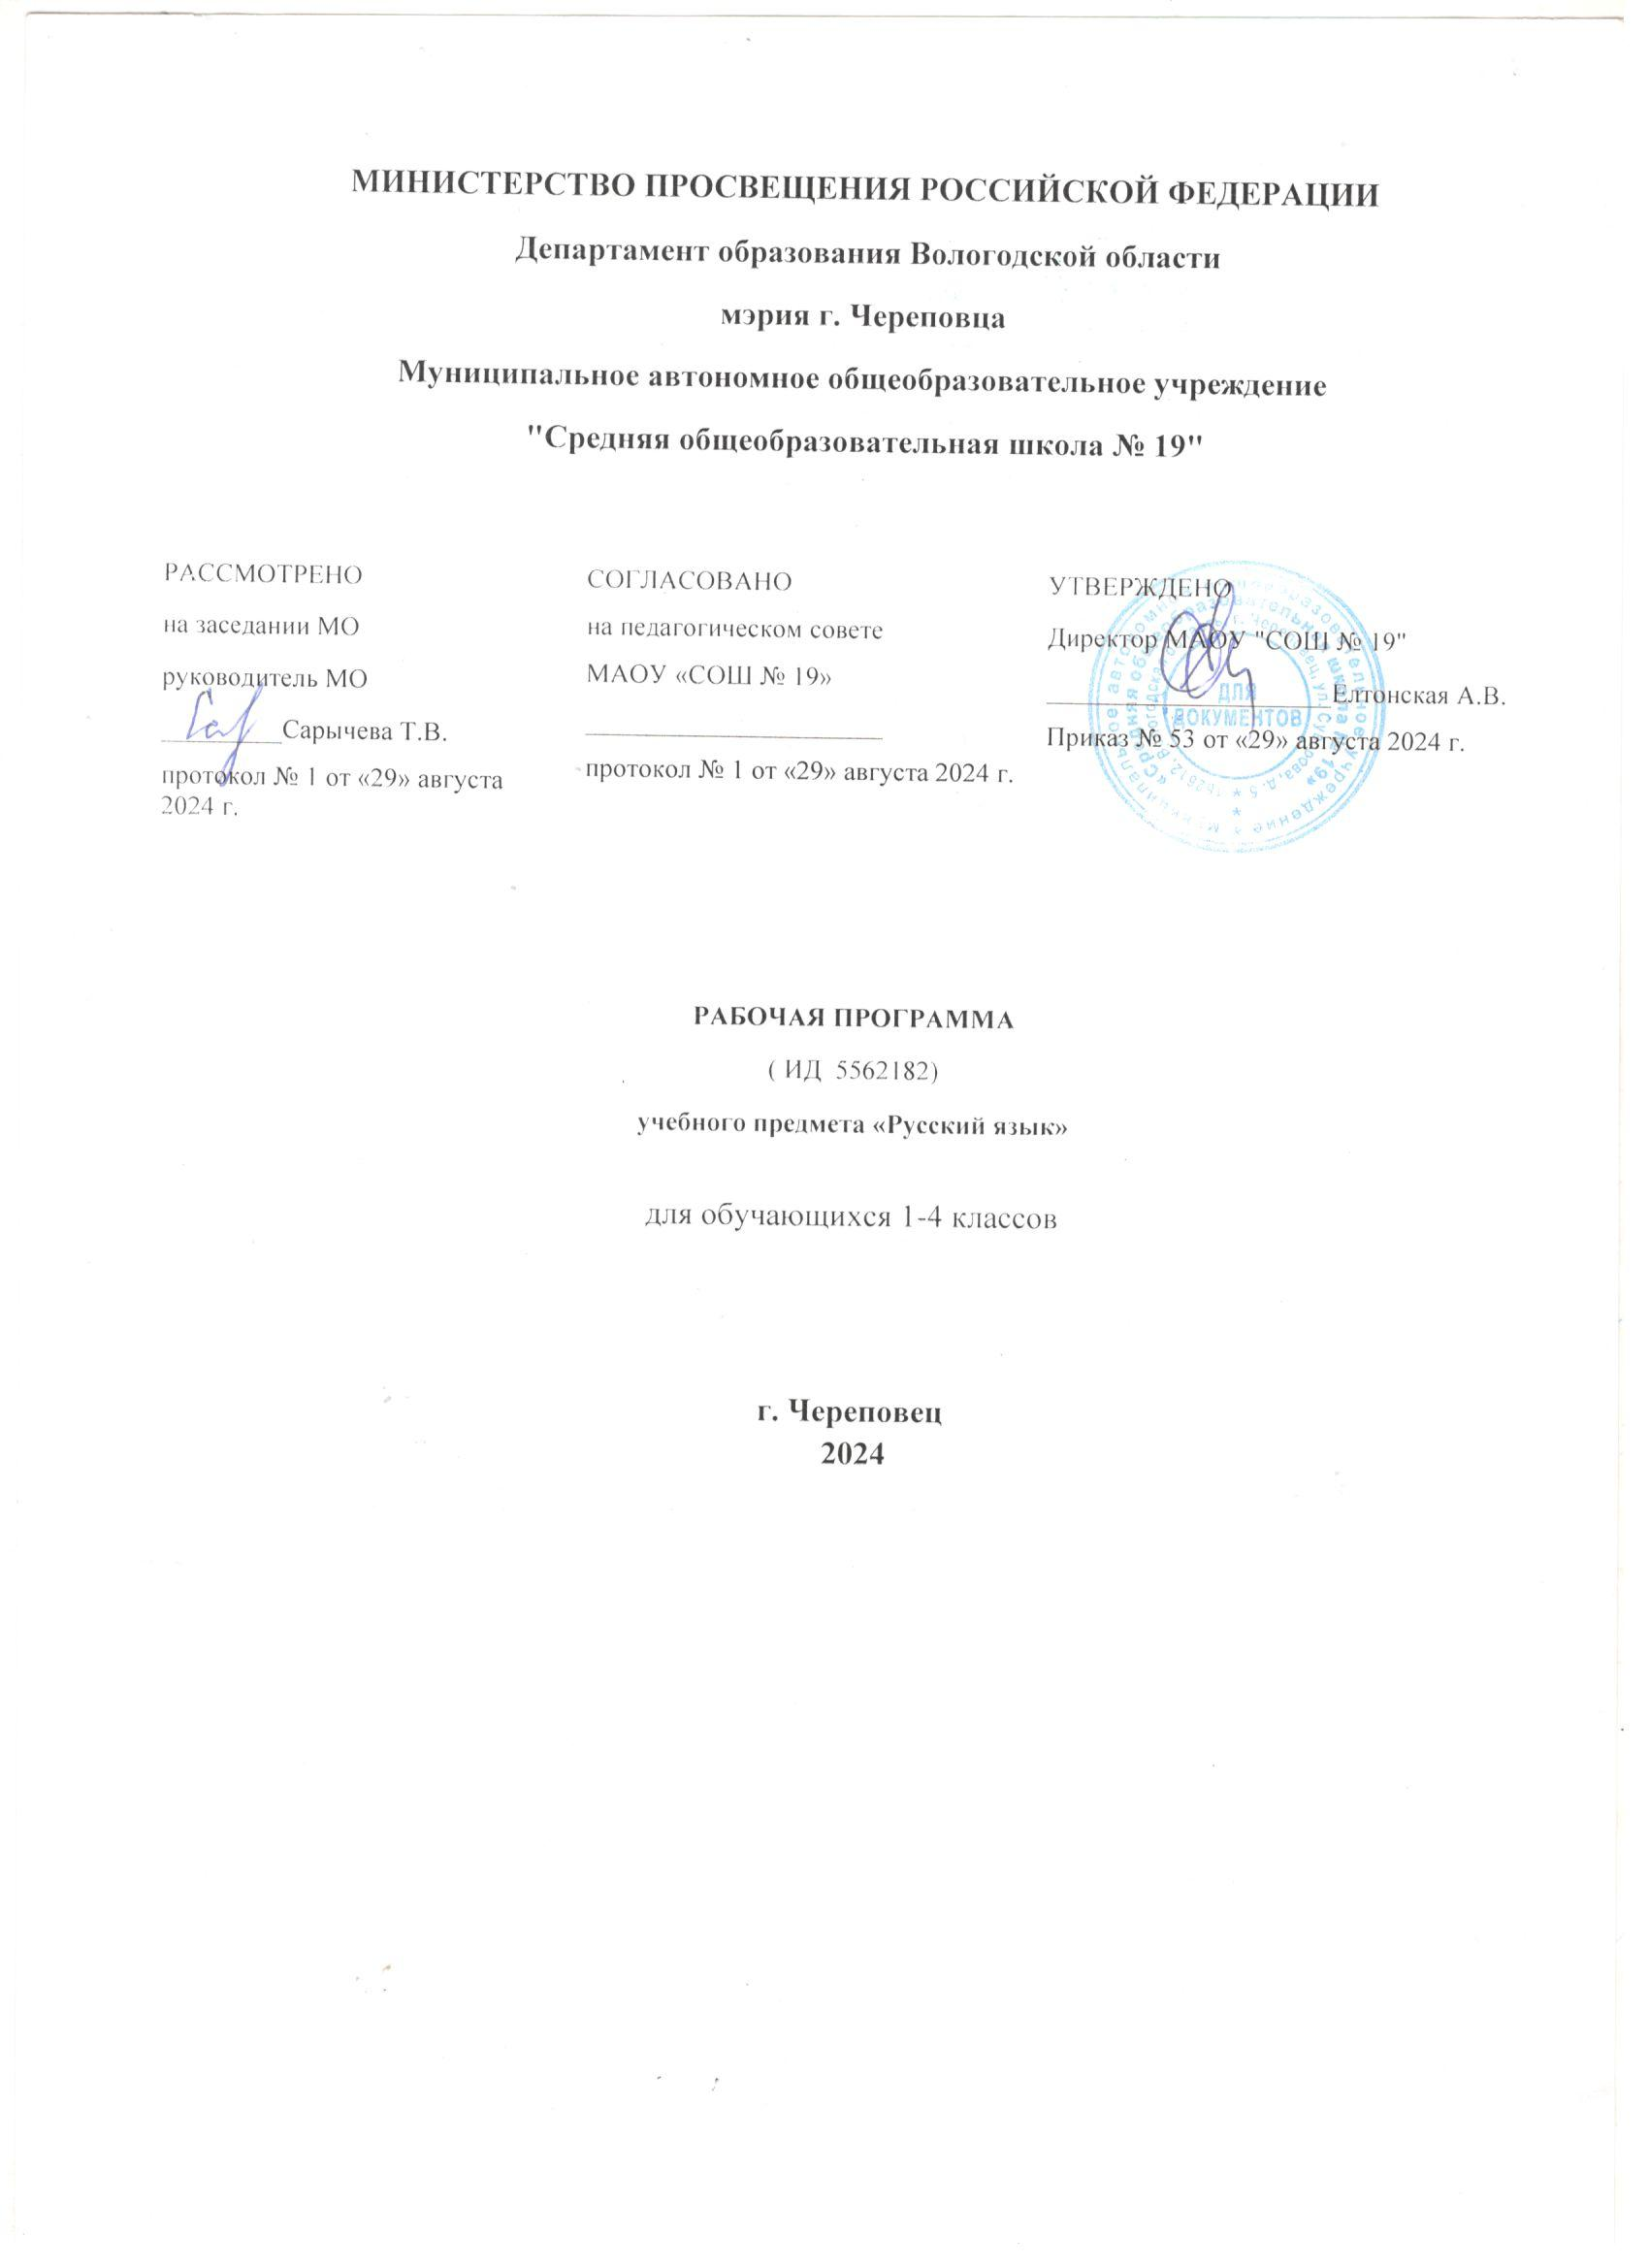 МИНИСТЕРСТВО ПРОСВЕЩЕНИЯ РОССИЙСКОЙ ФЕДЕРАЦИИ
Департамент образования Вологодской области
мэрия г. Череповца
Муниципальное автономное общеобразовательное учреждение
"Средняя общеобразовательная школа № 19"
РАССМОТРЕНО
на заседании МО
руководитель МО
Сарычева Т.В.
протокол № 1 от «29» августа
2024 г.
СОГЛАСОВАНО
на педагогическом совете
МАОУ «СОШ № 19»
протокол № 1 от «29» августа 2024 г.
УТВЕРЖДЕНО
Директор МАОУ "СОШ № 19"
Елтонская А.В.
Приказ № 53 от «29» августа 2024 г.
ДЛЯ
ДОКУМЕНТОВ
РАБОЧАЯ ПРОГРАММА
( ИД 5562182)
учебного предмета «Русский язык»
для обучающихся 1-4 классов
г. Череповец
2024